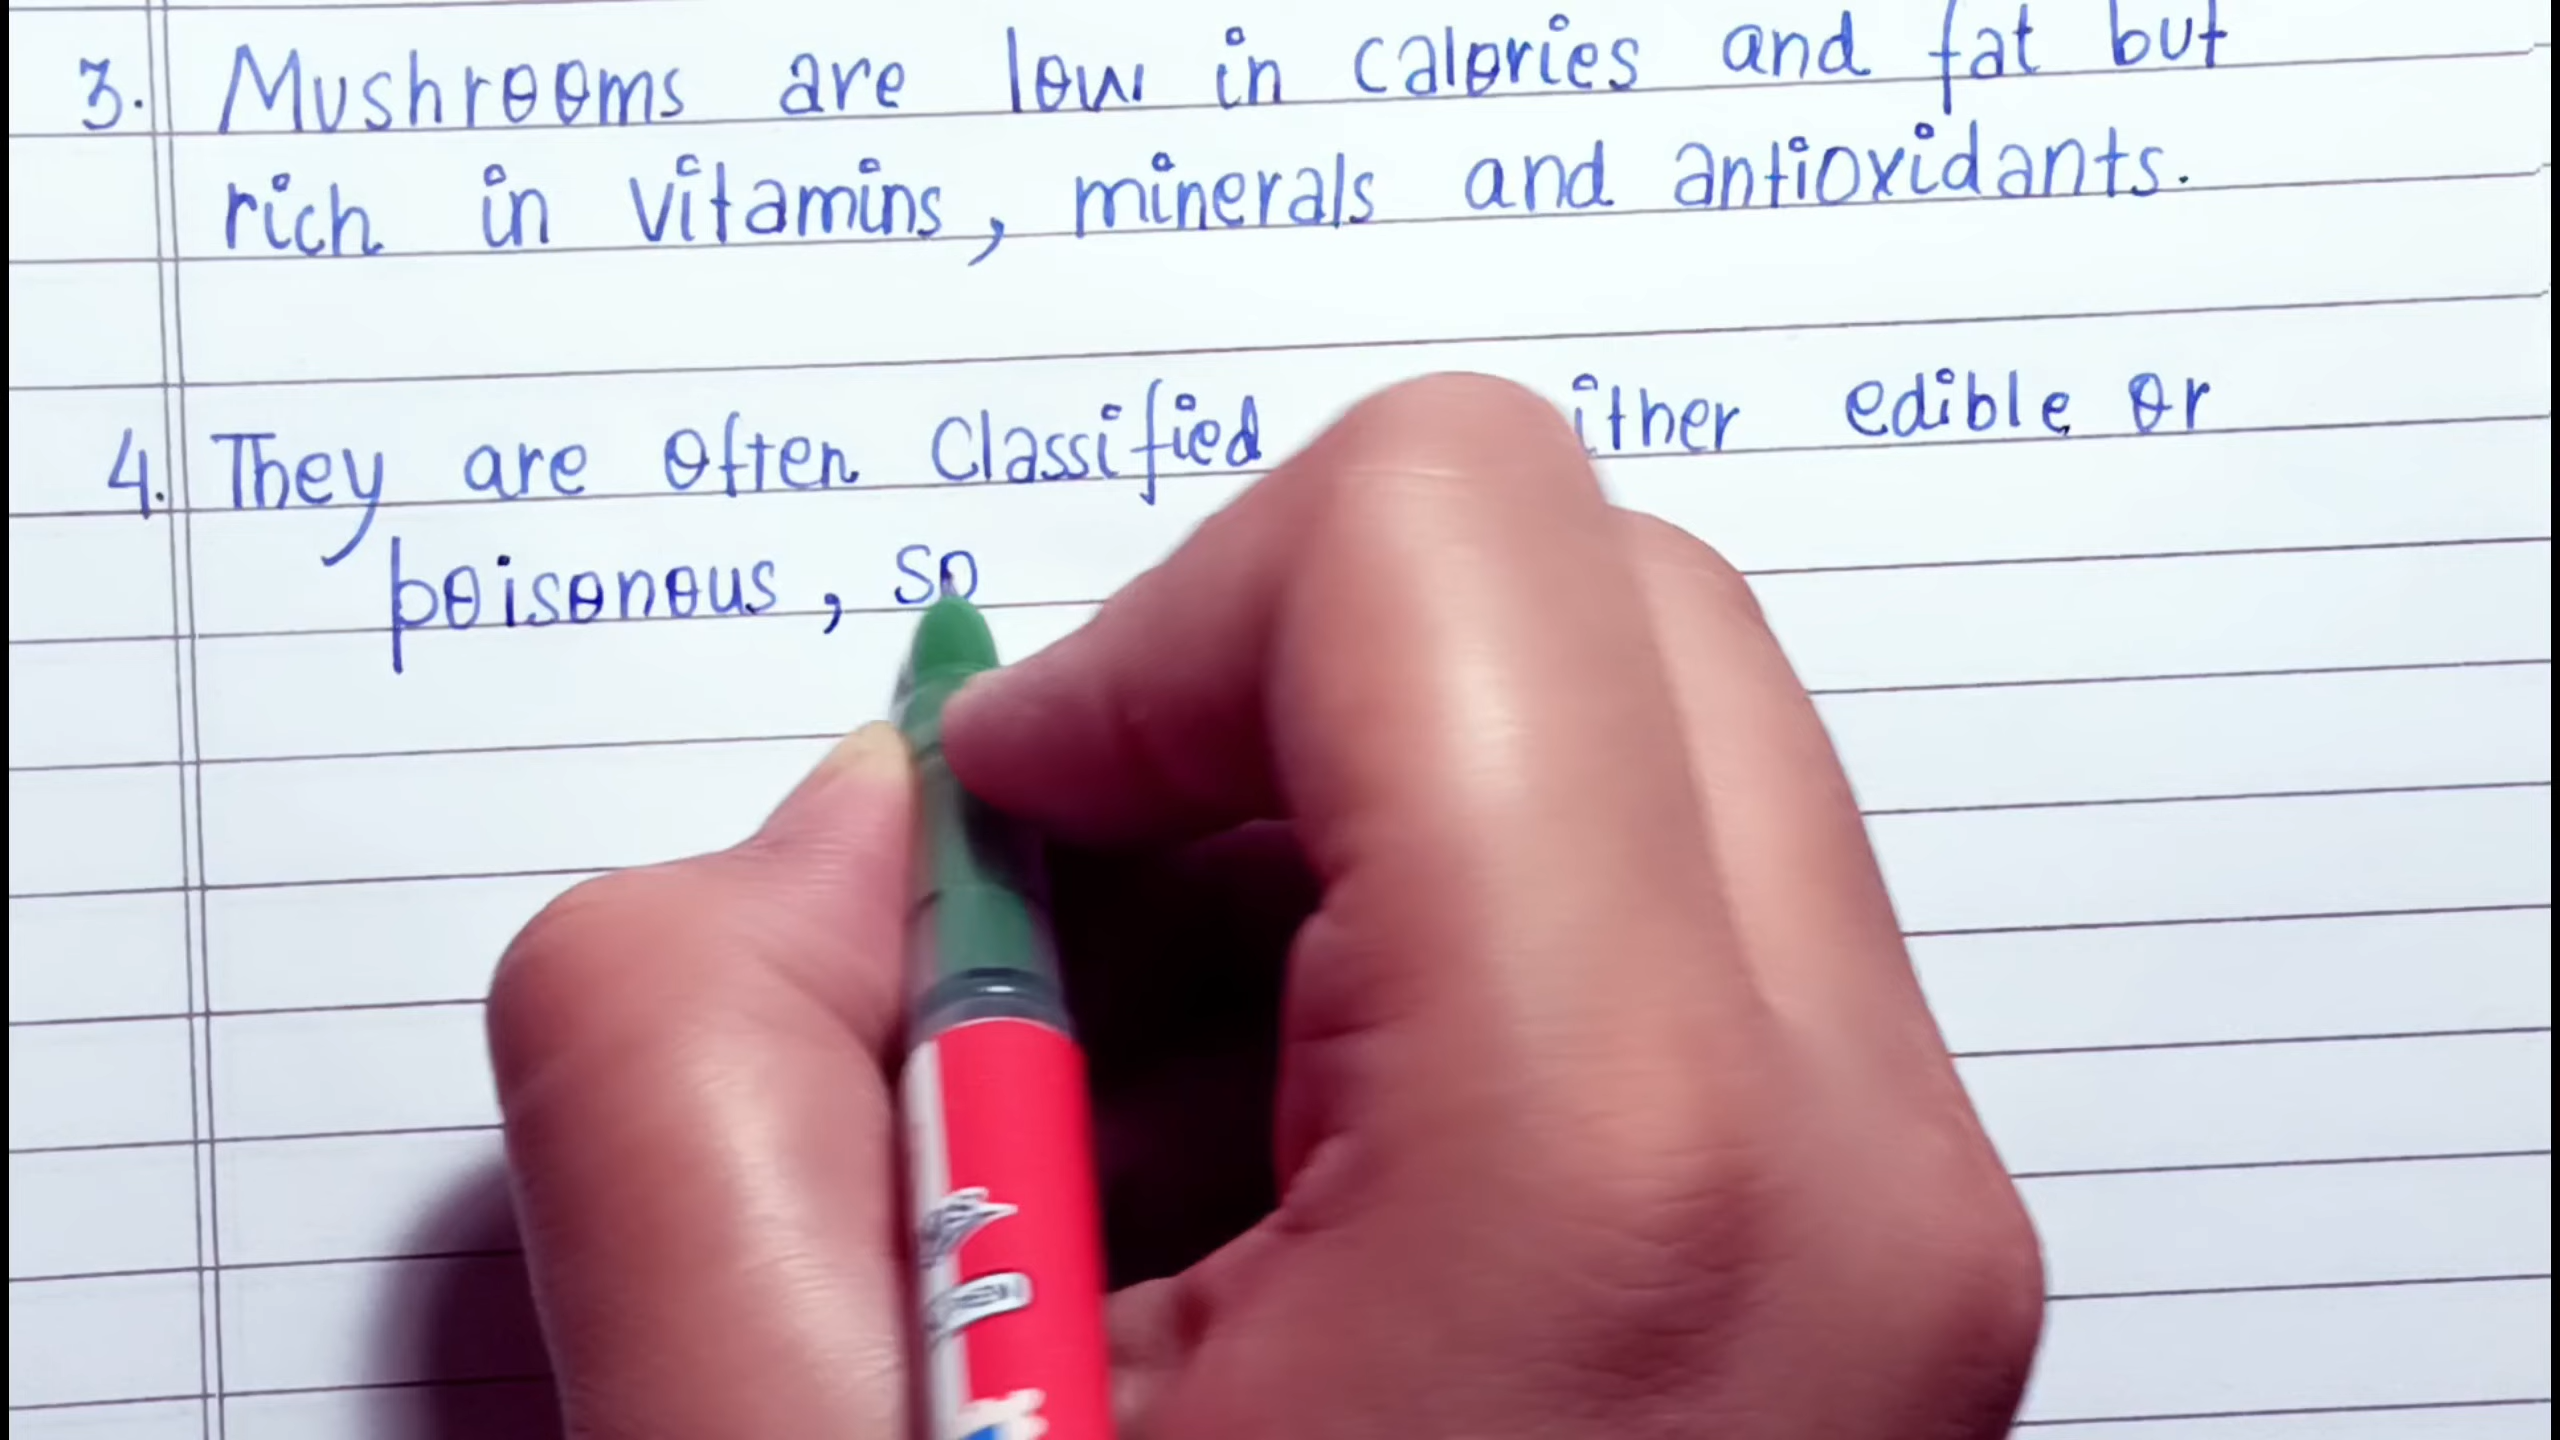 3. Mushrooms are low in calories and fat but
rich in vitamins, minerals and antioxidants.
4. They are often classified ither edible or
poisonous, so